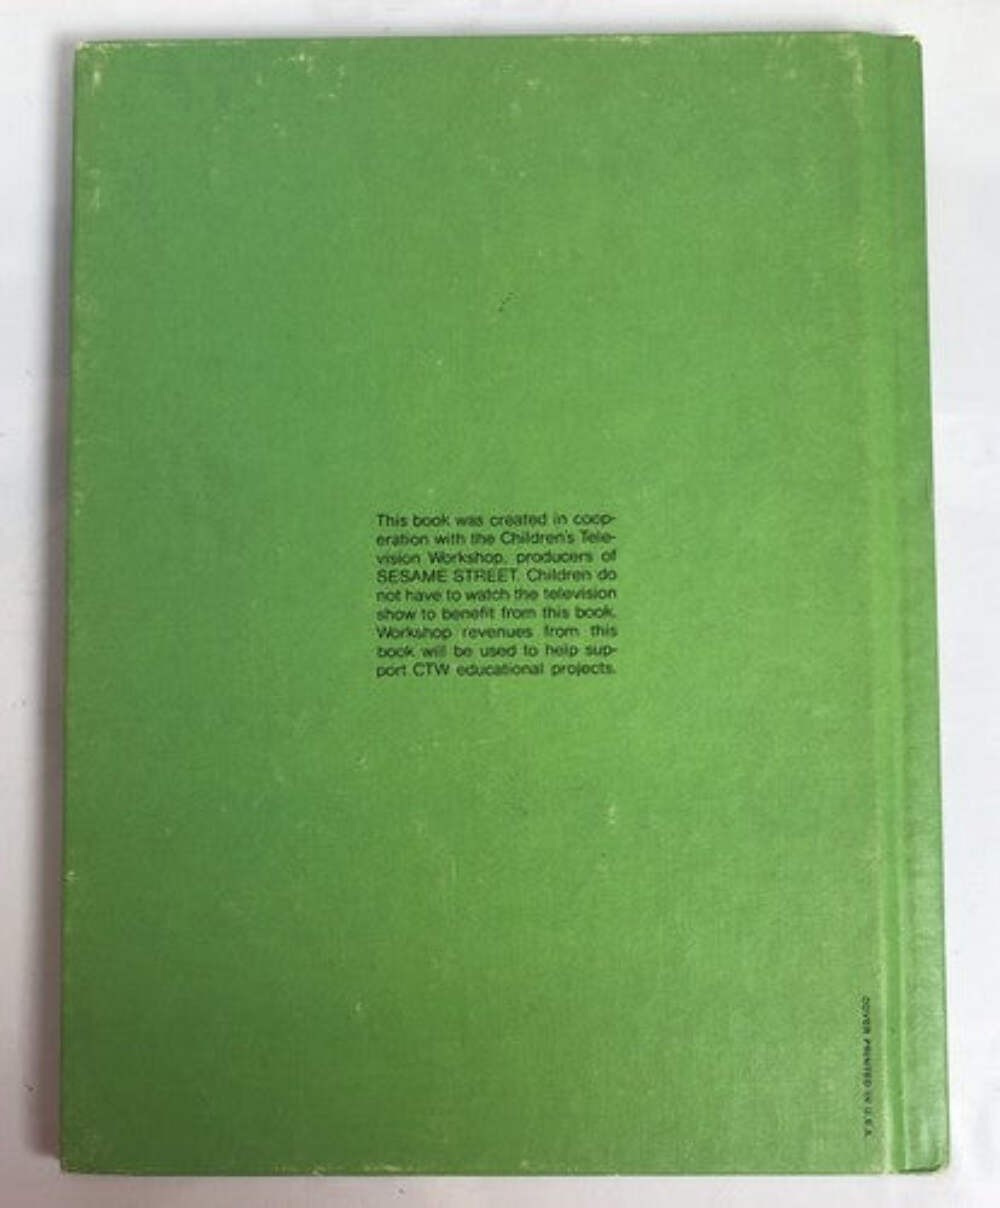 This book was created in coop-
eration with the Children's Tele-
vision Workshop, producers of
SESAME STREET. Children do
not have to watch the television
show to benefit from this book.
Workshop revenues from this
book will be used to help sup-
port CTW educational projects.
COVER PRINTED IN U.S.A.